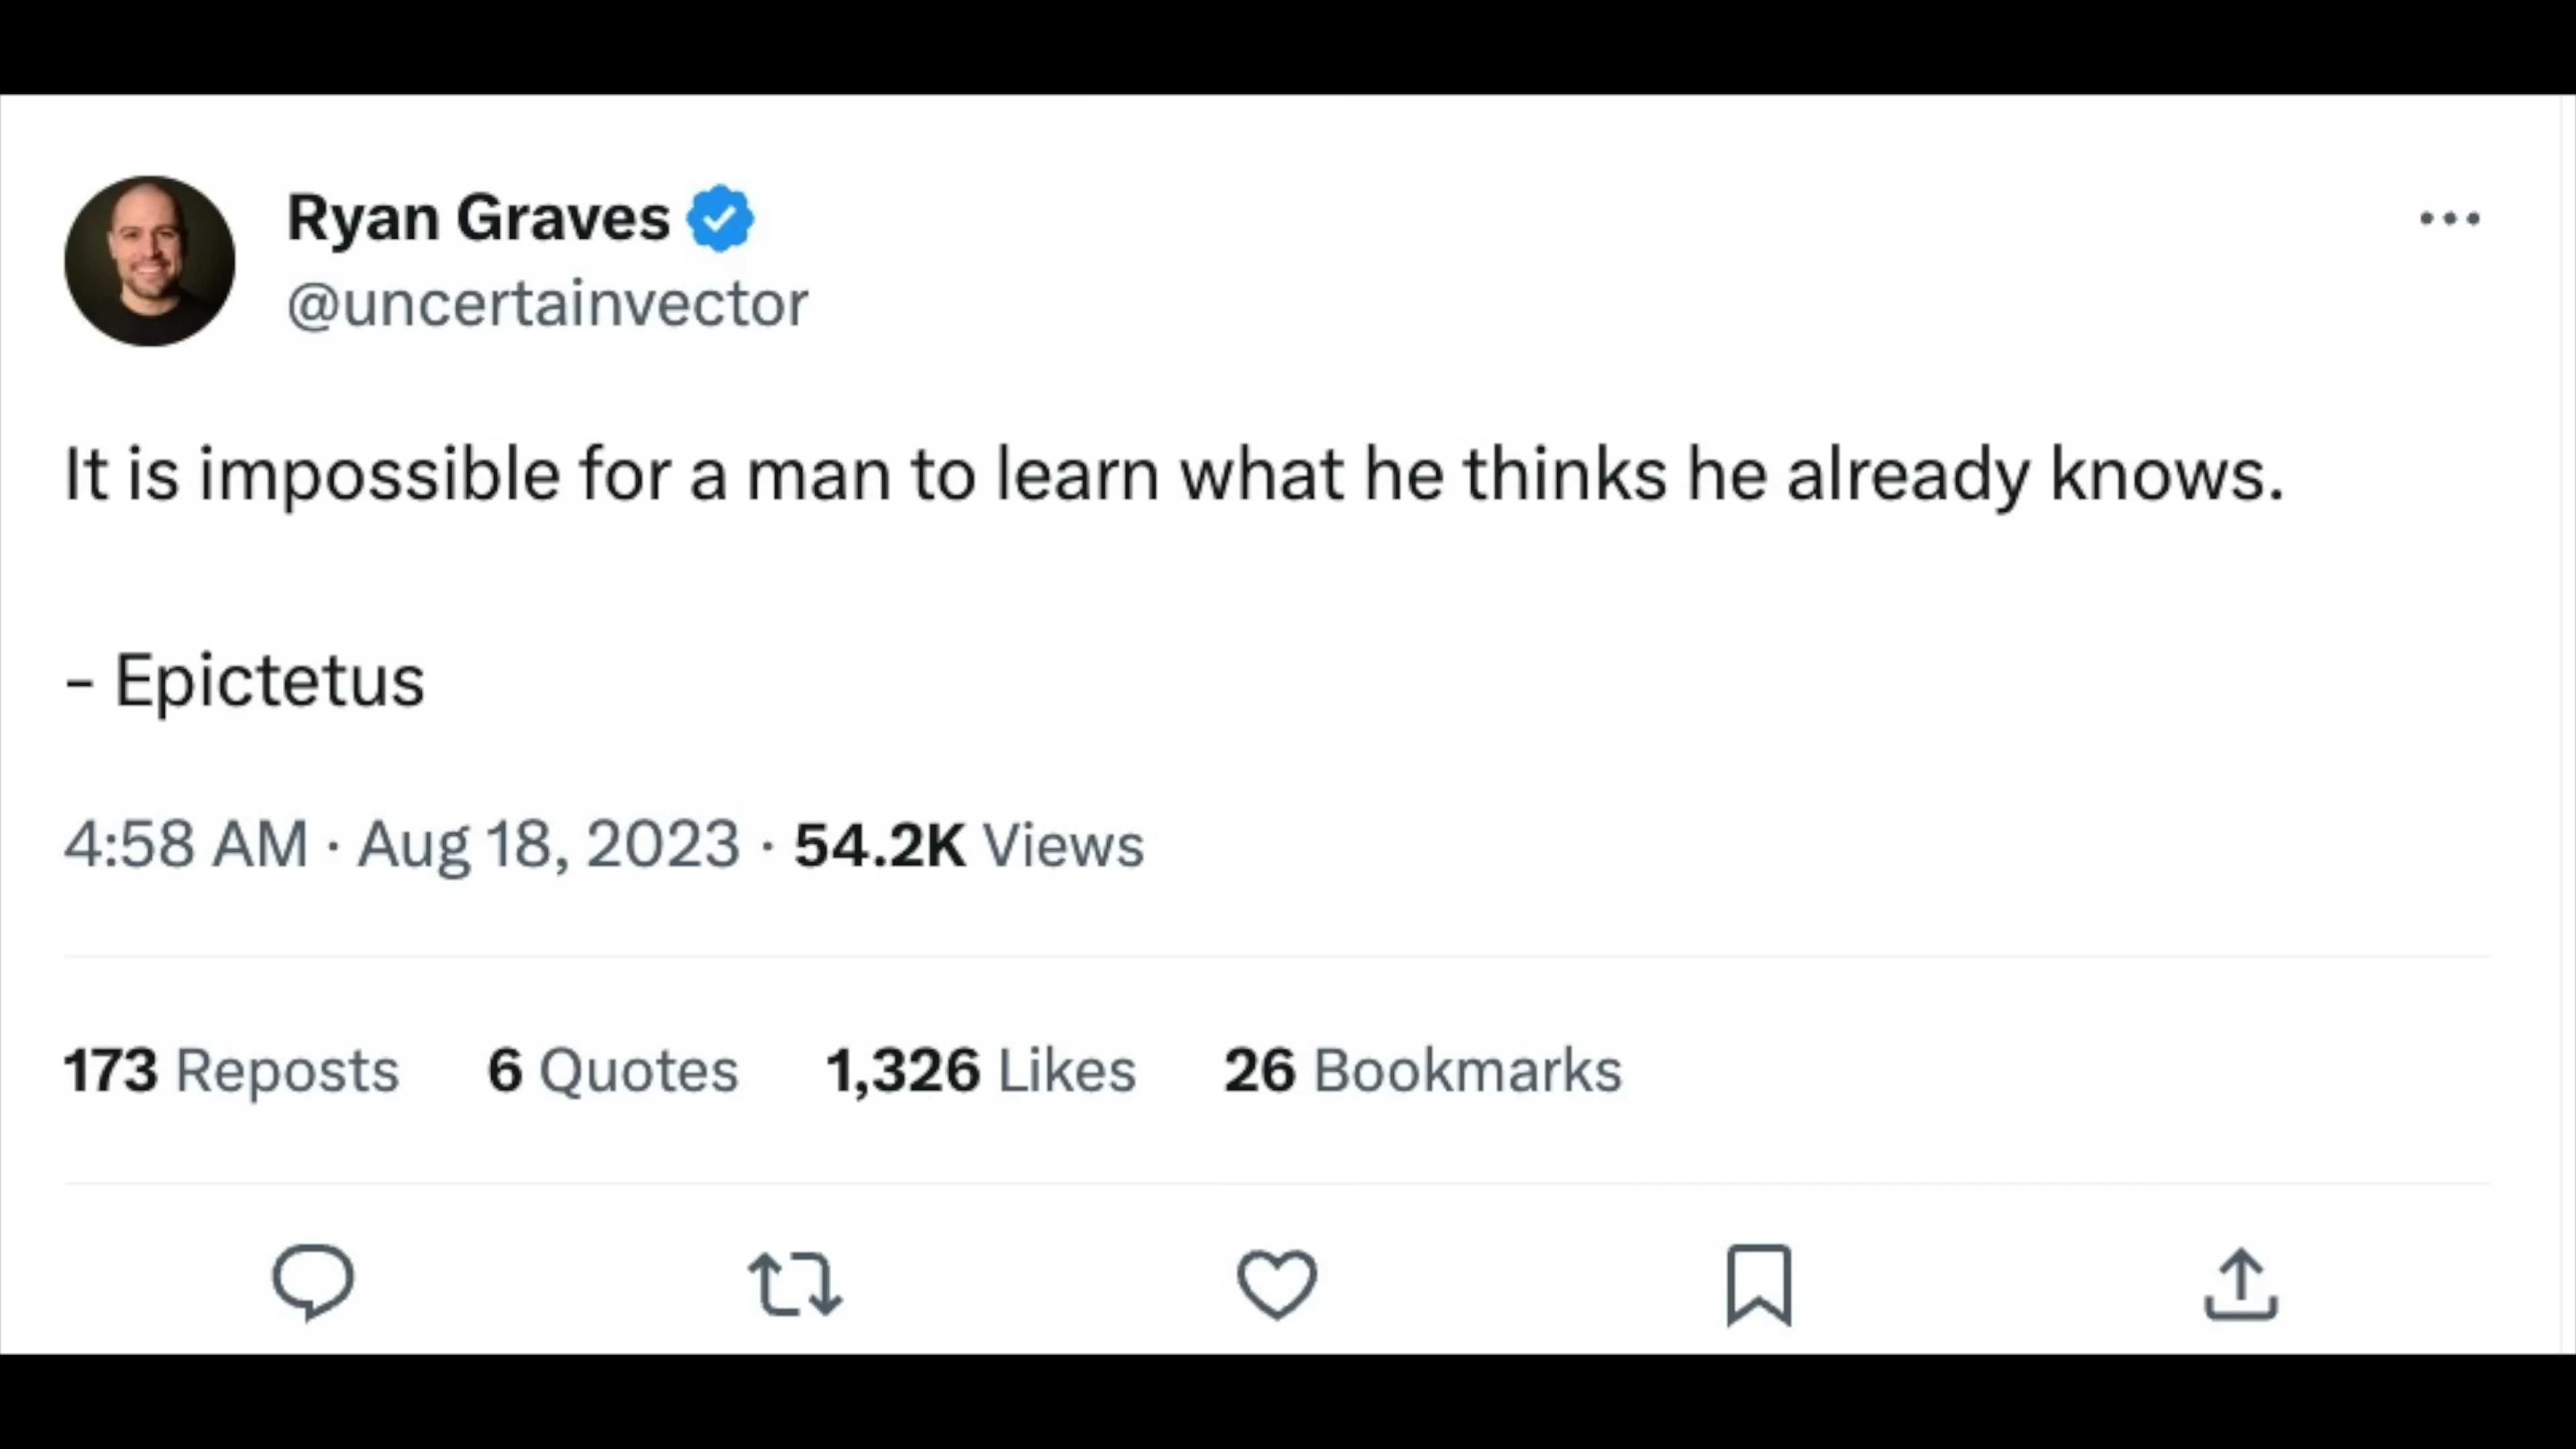 Ryan Graves
@uncertainvector
It is impossible for a man to learn what he thinks he already knows.
- Epictetus
4:58 AM · Aug 18, 2023 · 54.2K Views
173 Reposts 6 Quotes 1,326 Likes 26 Bookmarks